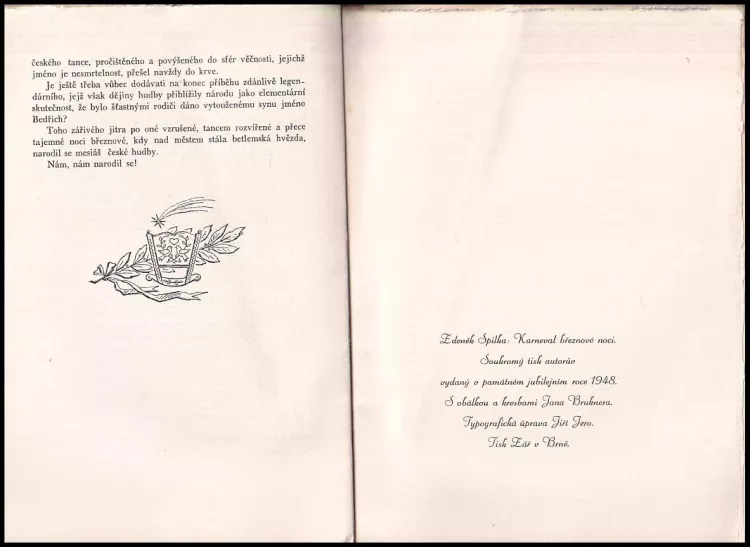 českého tance, pročištěného a povýšeného do sfér věčnosti, jejichž
jméno je nesmrtelnost, přešel navždy do krve.
Je ještě třeba vůbec dodávati na konec příběhu zdánlivě legen-
dárního, jejž však dějiny hudby přiblížily národu jako elementární
skutečnost, že bylo šťastnými rodiči dáno vytouženému synu jméno
Bedřich?
Toho zářivého jitra po oné vzrušené, tancem rozvířené a přece
tajemné noci březnové, kdy nad městem stála betlemská hvězda,
narodil se mesiáš české hudby.
Nám, nám narodil se!
Zdeněk Spilka: Karneval březnové noci.
Soukromý tisk autorův
vydaný v památném jubilejním roce 1948.
S obálkou a kresbami Jana Bruknera.
Typografická úprava Jiří Jero.
Tisk Zář v Brně.